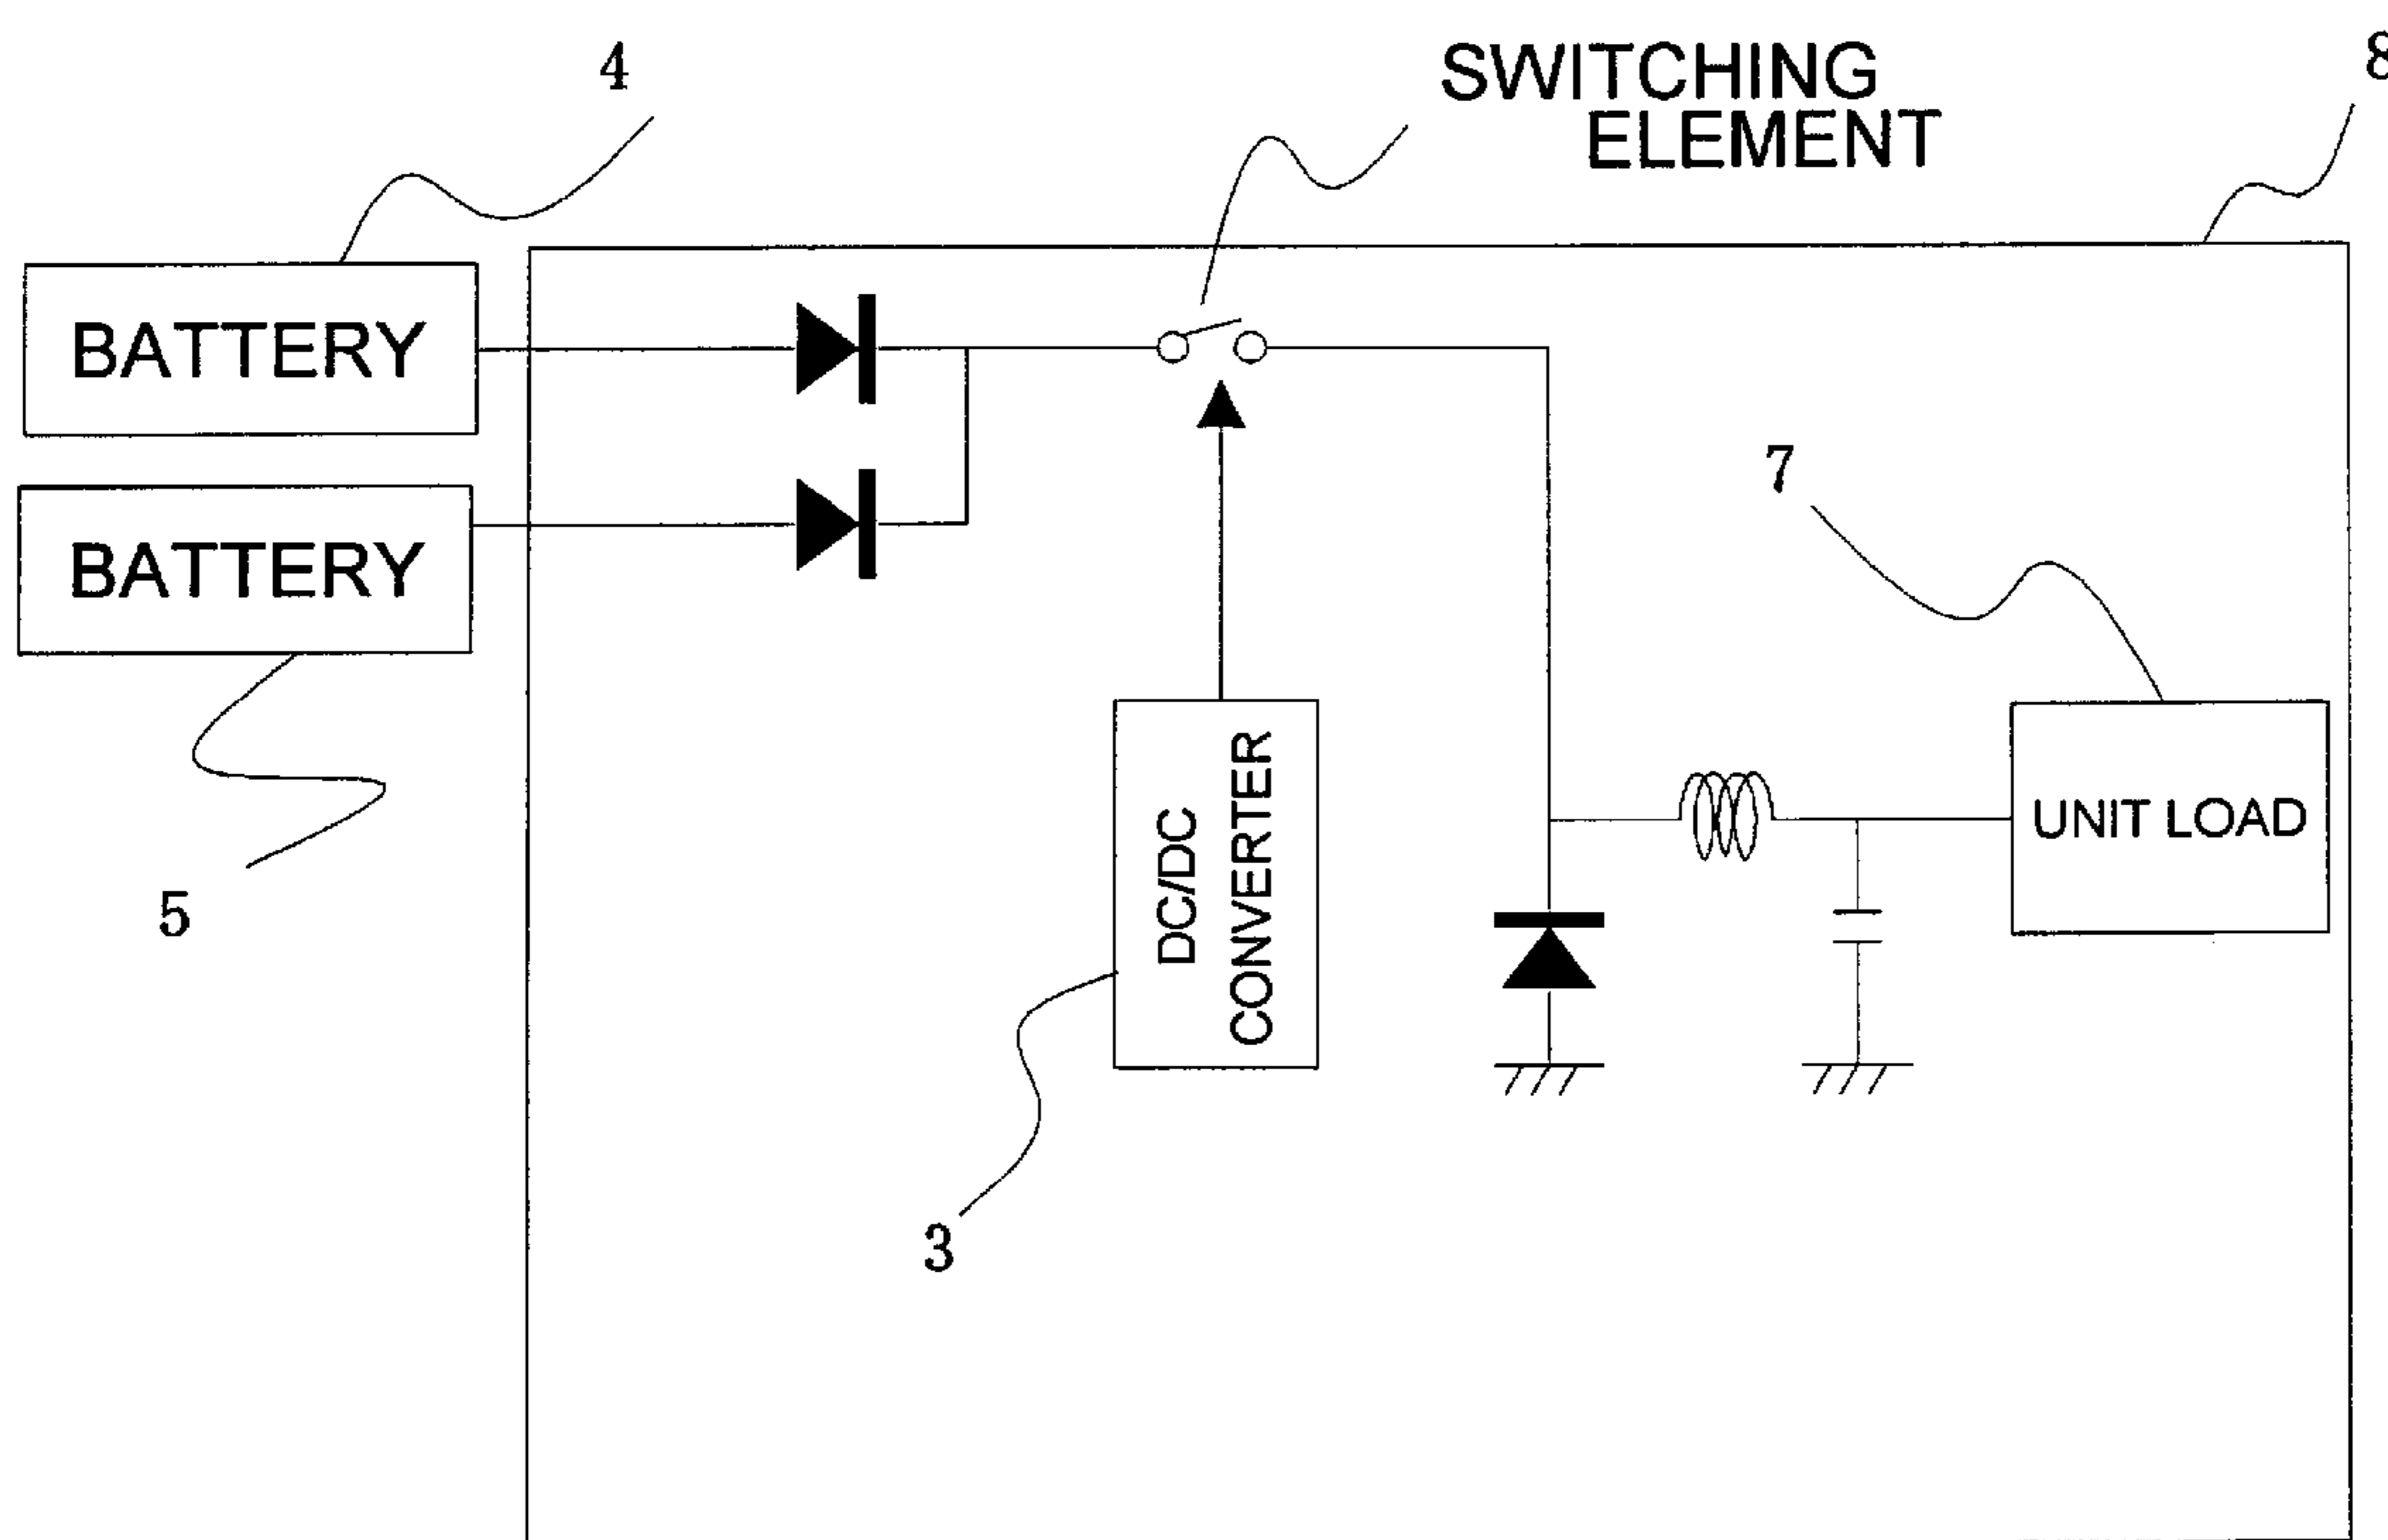 4
SWITCHING
ELEMENT
8
BATTERY
BATTERY
7
DC/DC
CONVERTER
UNIT LOAD
5
3